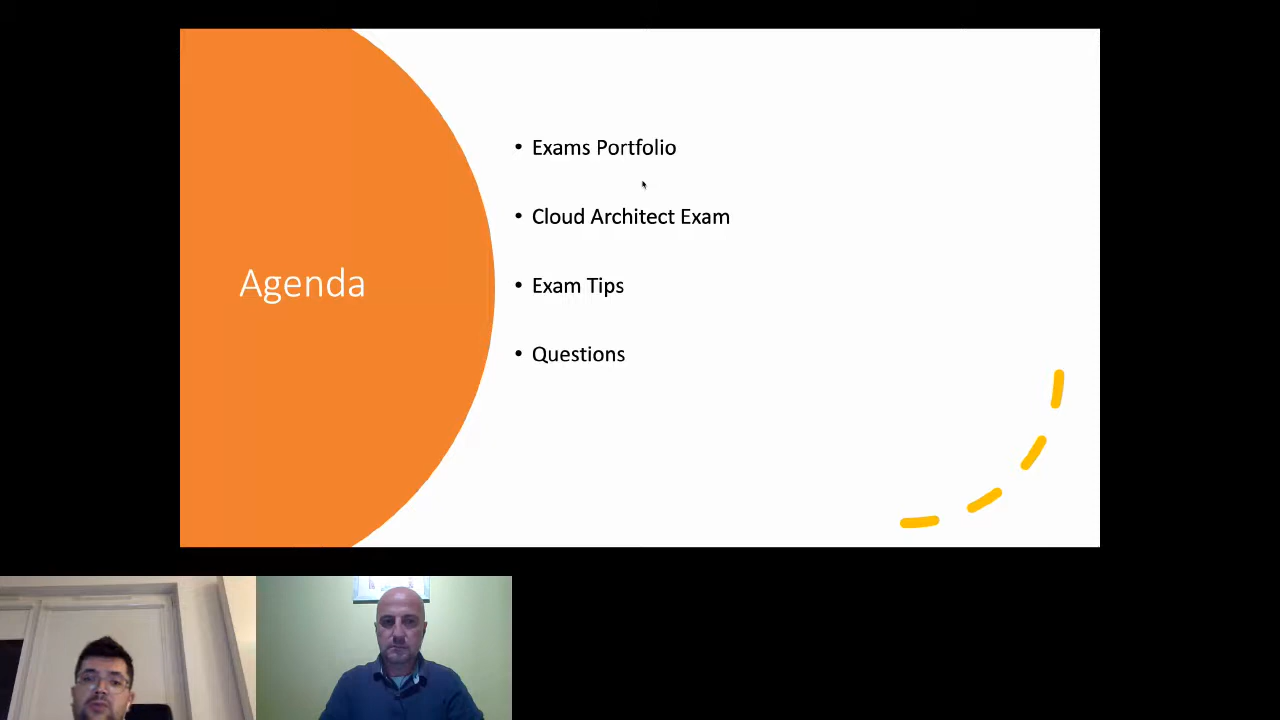 Agenda
• Exams Portfolio
• Cloud Architect Exam
• Exam Tips
• Questions